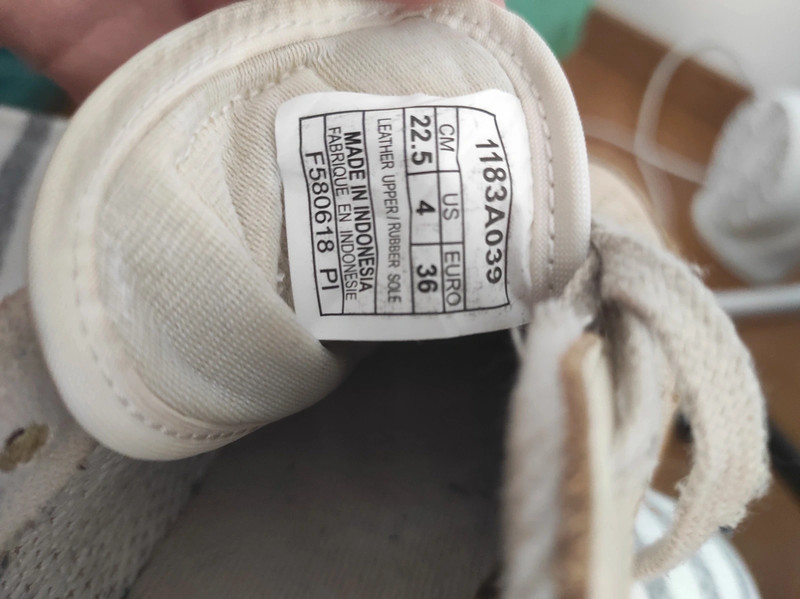 1183A039
CM US EURO
22.5 4 36
LEATHER UPPER/RUBBER SOLE
MADE IN INDONESIA
FABRIQUE EN INDONESIE
F580618 PI